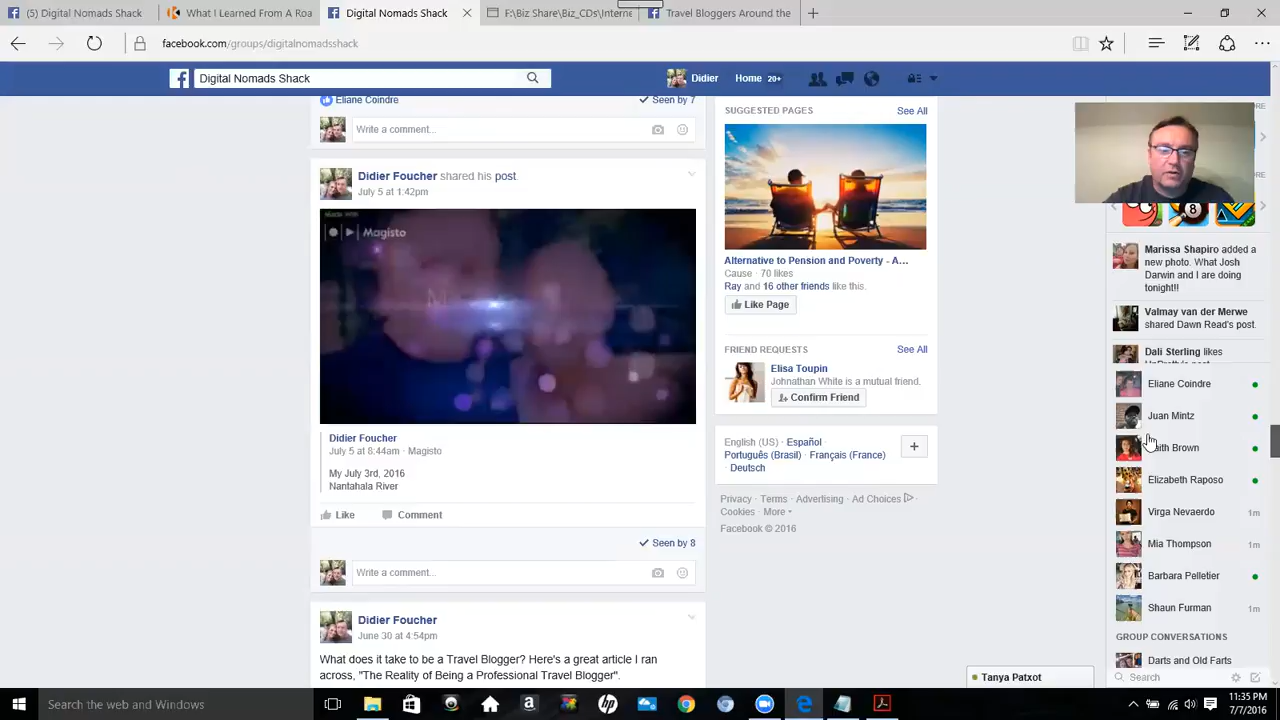 (5) Digital Nomads Shack
What I Learned From A Roa
Digital Nomads Shack
F:\Biz Share\Biz_CDs\Intern
Travel Bloggers Around the
facebook.com/groups/digitalnomadsshack
Digital Nomads Shack
Didier
Home 20+
Eliane Coindre
Seen by 7
Write a comment...
Didier Foucher shared his post.
July 5 at 1:42pm
Magisto
Didier Foucher
July 5 at 8:44am · Magisto
My July 3rd, 2016
Nantahala River
Like
Comment
Seen by 8
Write a comment...
Didier Foucher
June 30 at 4:54pm
What does it take to be a Travel Blogger? Here's a great article I ran
across, "The Reality of Being a Professional Travel Blogger".
SUGGESTED PAGES
See All
Alternative to Pension and Poverty - A...
Cause · 70 likes
Ray and 16 other friends like this.
Like Page
FRIEND REQUESTS
See All
Elisa Toupin
Johnathan White is a mutual friend.
Confirm Friend
English (US) · Español ·
Português (Brasil) · Français (France)
· Deutsch
Privacy · Terms · Advertising · Ad Choices ·
Cookies · More
Facebook © 2016
Marissa Shapiro added a
new photo. What Josh
Darwin and I are doing
tonight!!
Valmay van der Merwe
shared Dawn Read's post.
Dali Sterling likes
Eliane Coindre
Juan Mintz
Brown
Elizabeth Raposo
Virga Nevaerdo 1m
Mia Thompson 1m
Barbara Pelletier
Shaun Furman 1m
GROUP CONVERSATIONS
Darts and Old Farts
Search
Tanya Patxot
Search the web and Windows
11:35 PM
7/7/2016